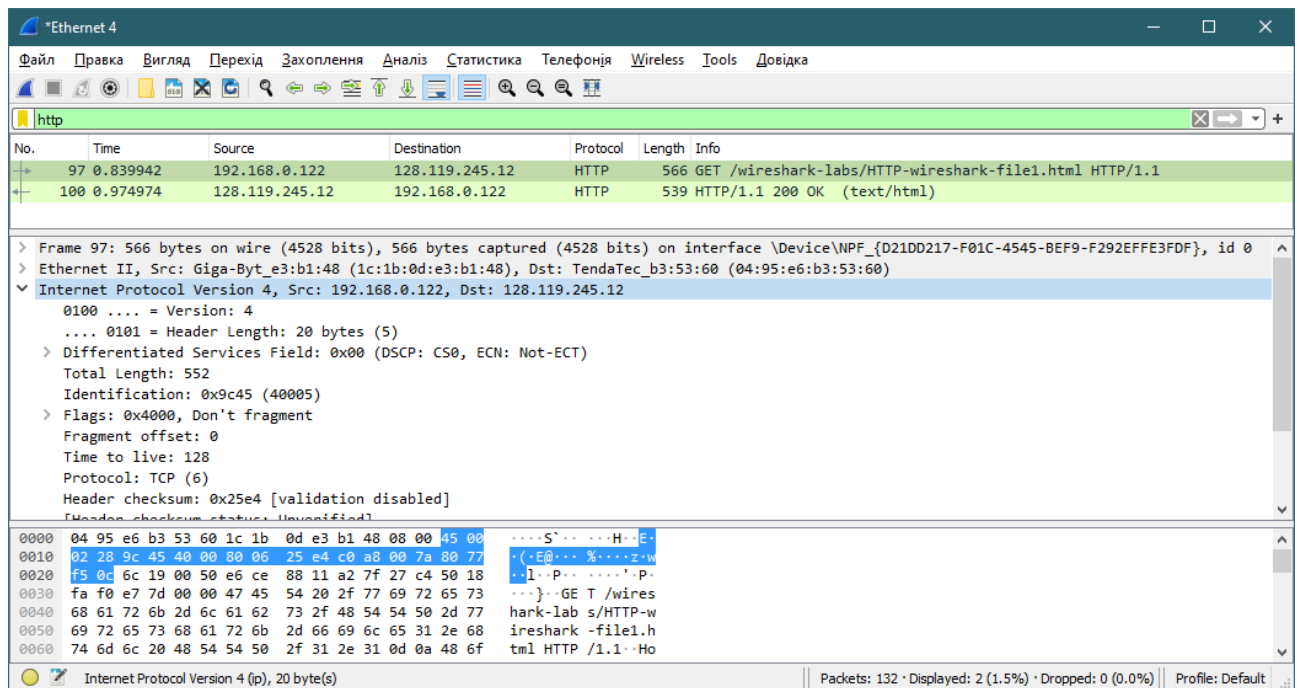 *Ethernet 4
Файл Правка Вигляд Перехід Захоплення Аналіз Статистика Телефонія Wireless Tools Довідка
http
No. Time Source Destination Protocol Length Info
97 0.839942 192.168.0.122 128.119.245.12 HTTP 566 GET /wireshark-labs/HTTP-wireshark-file1.html HTTP/1.1
100 0.974974 128.119.245.12 192.168.0.122 HTTP 539 HTTP/1.1 200 OK (text/html)
Frame 97: 566 bytes on wire (4528 bits), 566 bytes captured (4528 bits) on interface \Device\NPF_{D21DD217-F01C-4545-BEF9-F292EFFE3FDF}, id 0
Ethernet II, Src: Giga-Byt_e3:b1:48 (1c:1b:0d:e3:b1:48), Dst: TendaTec_b3:53:60 (04:95:e6:b3:53:60)
Internet Protocol Version 4, Src: 192.168.0.122, Dst: 128.119.245.12
0100 .... = Version: 4
.... 0101 = Header Length: 20 bytes (5)
Differentiated Services Field: 0x00 (DSCP: CS0, ECN: Not-ECT)
Total Length: 552
Identification: 0x9c45 (40005)
Flags: 0x4000, Don't fragment
Fragment offset: 0
Time to live: 128
Protocol: TCP (6)
Header checksum: 0x25e4 [validation disabled]
[Header checksum status: Unverified]
0000 04 95 e6 b3 53 60 1c 1b 0d e3 b1 48 08 00 45 00 ····S`·· ···H··E·
0010 02 28 9c 45 40 00 80 06 25 e4 c0 a8 00 7a 80 77 ·(·E@··· %····z·w
0020 f5 0c 6c 19 00 50 e6 ce 88 11 a2 7f 27 c4 50 18 ··l··P·· ····'·P·
0030 fa f0 e7 7d 00 00 47 45 54 20 2f 77 69 72 65 73 ···}··GE T /wires
0040 68 61 72 6b 2d 6c 61 62 73 2f 48 54 54 50 2d 77 hark-lab s/HTTP-w
0050 69 72 65 73 68 61 72 6b 2d 66 69 6c 65 31 2e 68 ireshark -file1.h
0060 74 6d 6c 20 48 54 54 50 2f 31 2e 31 0d 0a 48 6f tml HTTP /1.1··Ho
Internet Protocol Version 4 (ip), 20 byte(s) Packets: 132 · Displayed: 2 (1.5%) · Dropped: 0 (0.0%) Profile: Default